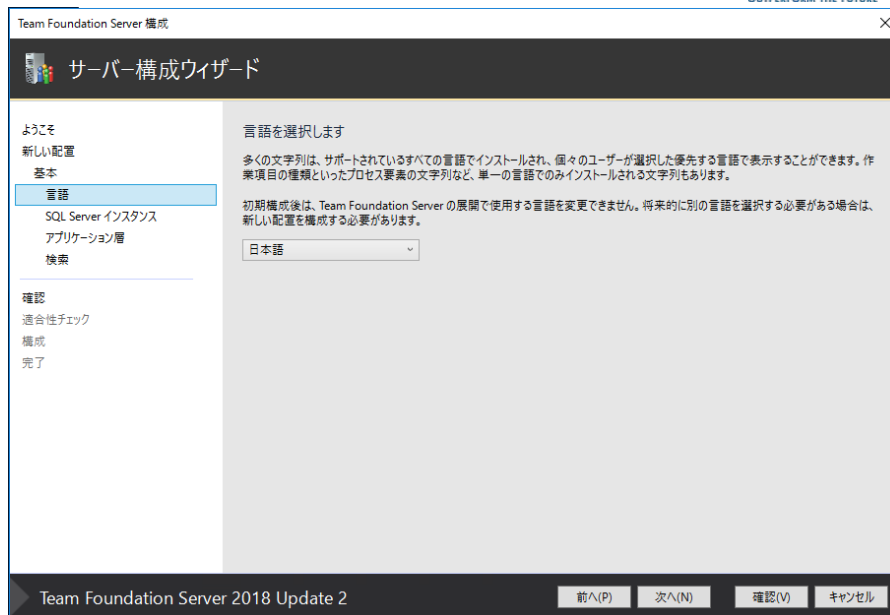 Team Foundation Server 構成
サーバー構成ウィザード
ようこそ
新しい配置
基本
言語
SQL Server インスタンス
アプリケーション層
検索
確認
適合性チェック
構成
完了
言語を選択します
多くの文字列は、サポートされているすべての言語でインストールされ、個々のユーザーが選択した優先する言語で表示することができます。作
業項目の種類といったプロセス要素の文字列など、単一の言語でのみインストールされる文字列もあります。
初期構成後は、Team Foundation Server の展開で使用する言語を変更できません。将来的に別の言語を選択する必要がある場合は、
新しい配置を構成する必要があります。
日本語
Team Foundation Server 2018 Update 2
前へ(P)
次へ(N)
確認(V)
キャンセル